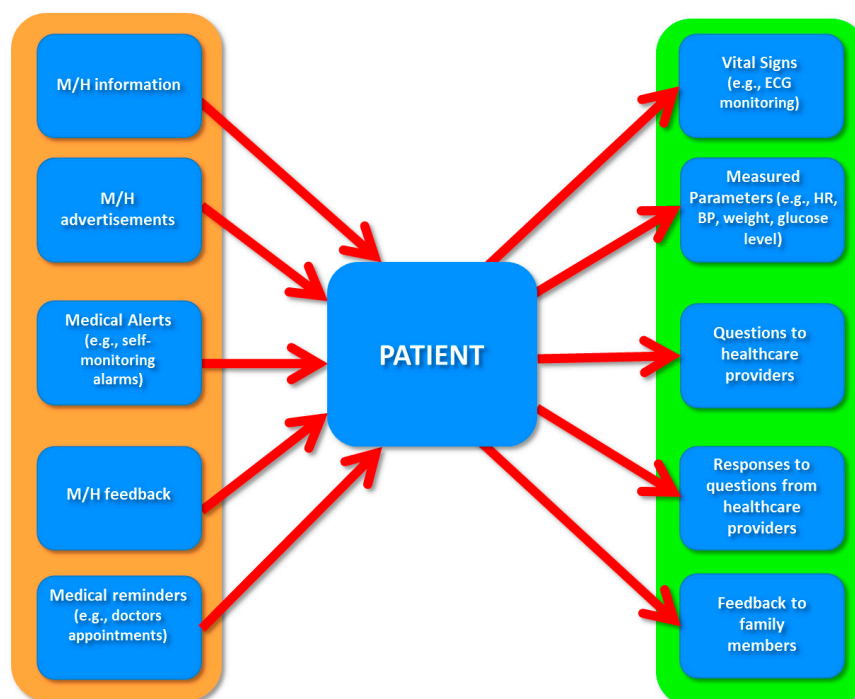 M/H information
M/H
advertisements
Medical Alerts
(e.g., self-
monitoring
alarms)
M/H feedback
Medical reminders
(e.g., doctors
appointments)
PATIENT
Vital Signs
(e.g., ECG
monitoring)
Measured
Parameters (e.g., HR,
BP, weight, glucose
level)
Questions to
healthcare
providers
Responses to
questions from
healthcare
providers
Feedback to
family
members